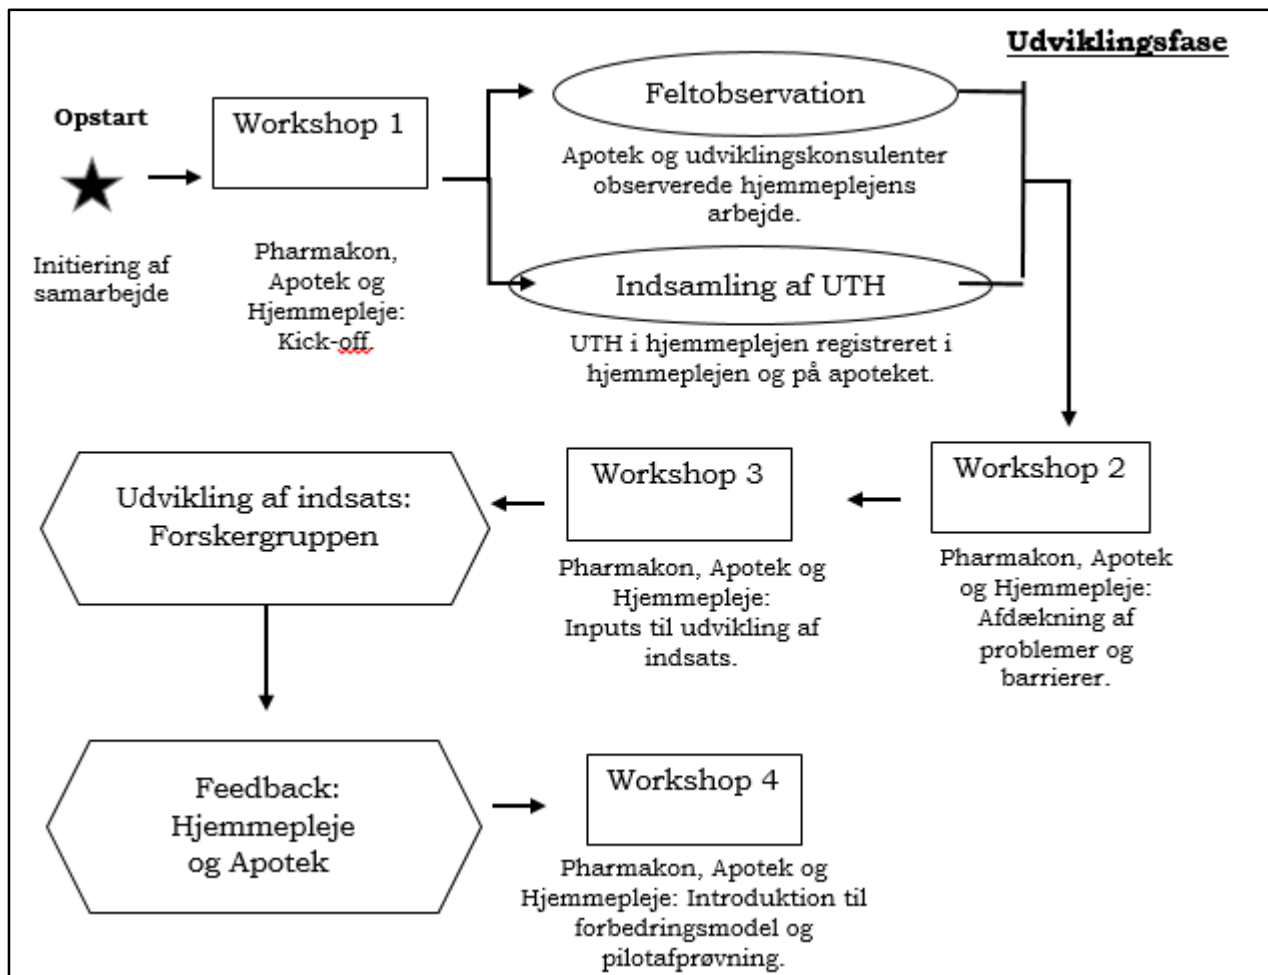 Udviklingsfase
Opstart
Initiering af
samarbejde
Workshop 1
Pharmakon,
Apotek og
Hjemmepleje:
Kick-off.
Feltobservation
Apotek og udviklingskonsulenter
observerede hjemmeplejens
arbejde.
Indsamling af UTH
UTH i hjemmeplejen registreret i
hjemmeplejen og på apoteket.
Workshop 2
Pharmakon, Apotek
og Hjemmepleje:
Afdækning af
problemer og
barrierer.
Workshop 3
Pharmakon, Apotek og
Hjemmepleje:
Inputs til udvikling af
indsats.
Udvikling af indsats:
Forskergruppen
Feedback:
Hjemmepleje
og Apotek
Workshop 4
Pharmakon, Apotek og
Hjemmepleje: Introduktion til
forbedringsmodel og
pilotafprøvning.